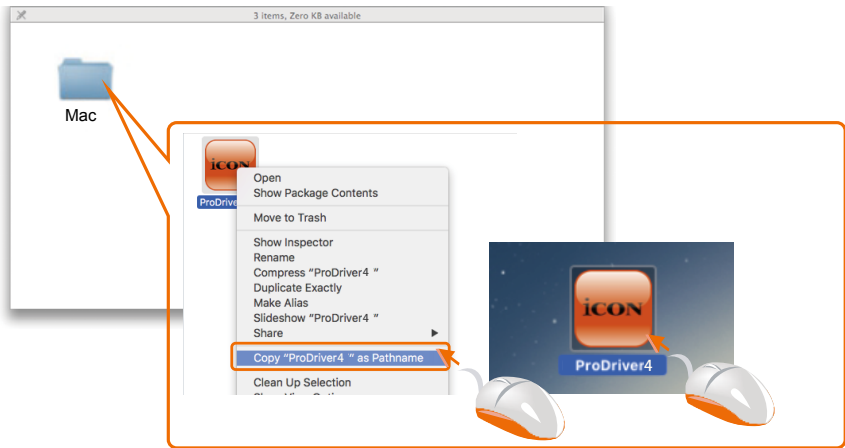 3 items, Zero KB available
Mac
iCON
ProDrive
Open
Show Package Contents
Move to Trash
Show Inspector
Rename
Compress “ProDriver4 ”
Duplicate Exactly
Make Alias
Slideshow “ProDriver4 ”
Share
Copy “ProDriver4 ” as Pathname
Clean Up Selection
iCON
ProDriver4